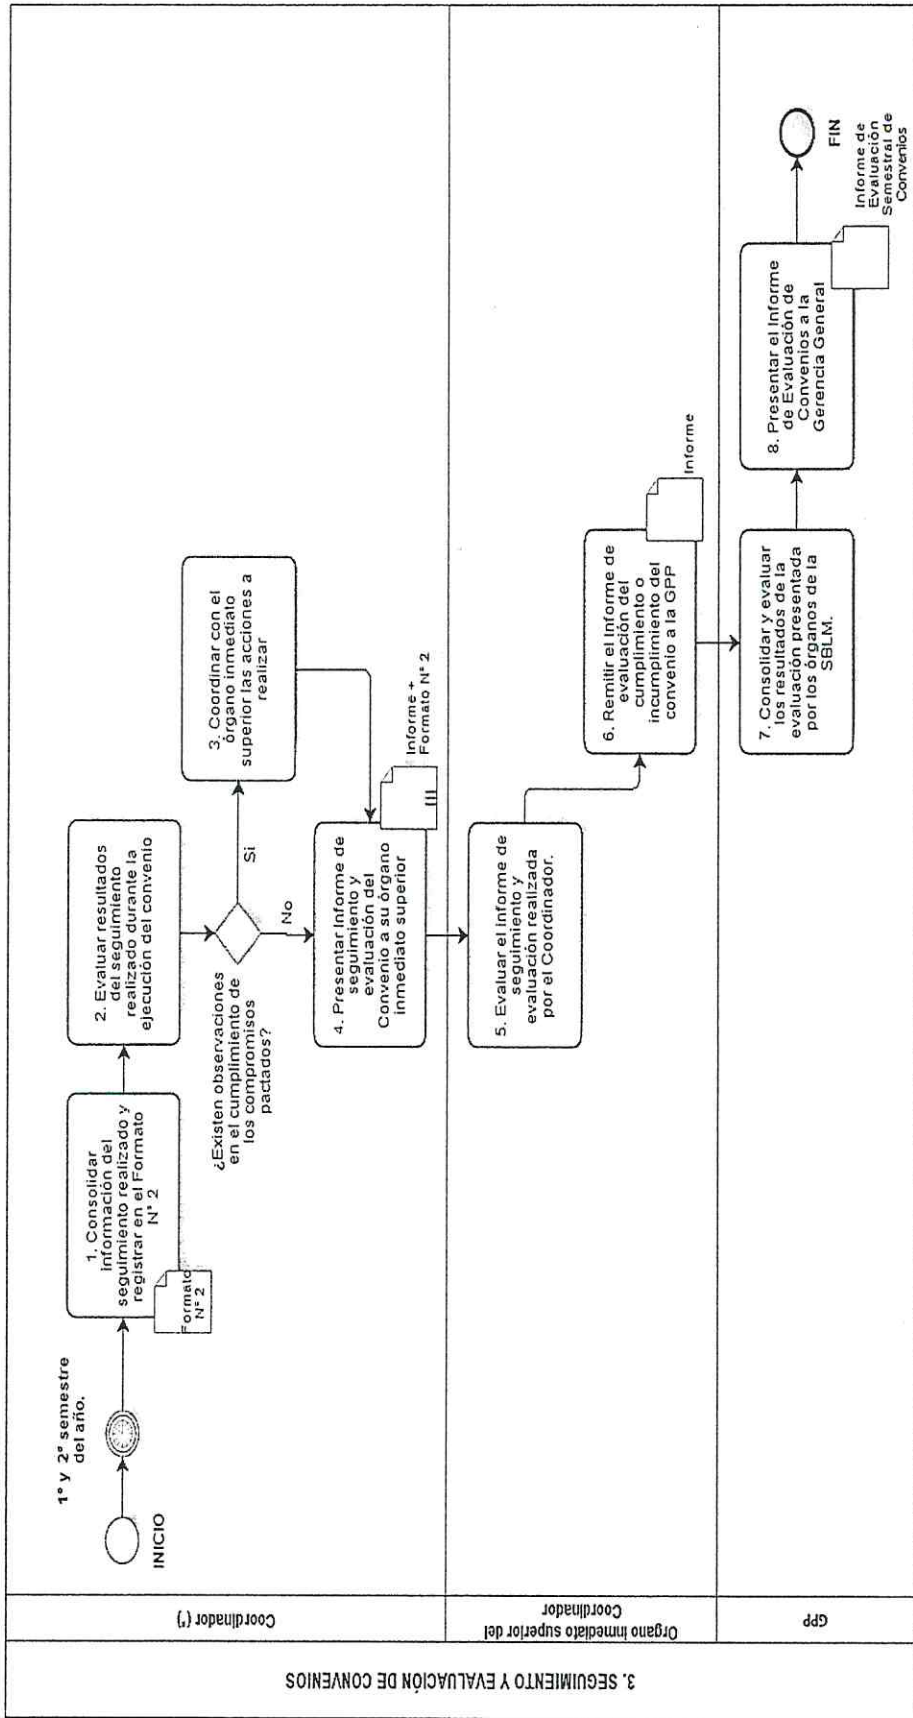 3. SEGUIMIENTO Y EVALUACIÓN DE CONVENIOS
Coordinador (*)
INICIO
1° y 2° semestre
del año.
1. Consolidar
información del
seguimiento realizado y
registrar en el Formato
N° 2
Formato
N° 2
2. Evaluar resultados
del seguimiento
realizado durante la
ejecución del convenio
¿Existen observaciones
en el cumplimiento de
los compromisos
pactados?
Si
No
3. Coordinar con el
órgano inmediato
superior las acciones a
realizar
4. Presentar Informe de
seguimiento y
evaluación del
Convenio a su órgano
inmediato superior
Informe +
Formato N° 2
Organo inmediato superior del
Coordinador
5. Evaluar el informe de
seguimiento y
evaluación realizada
por el Coordinador.
6. Remitir el Informe de
evaluación del
cumplimiento o
incumplimiento del
convenio a la GPP
Informe
GPP
7. Consolidar y evaluar
los resultados de la
evaluación presentada
por los órganos de la
SBLM.
8. Presentar el Informe
de Evaluación de
Convenios a la
Gerencia General
Informe de
Evaluación
Semestral de
Convenios
FIN